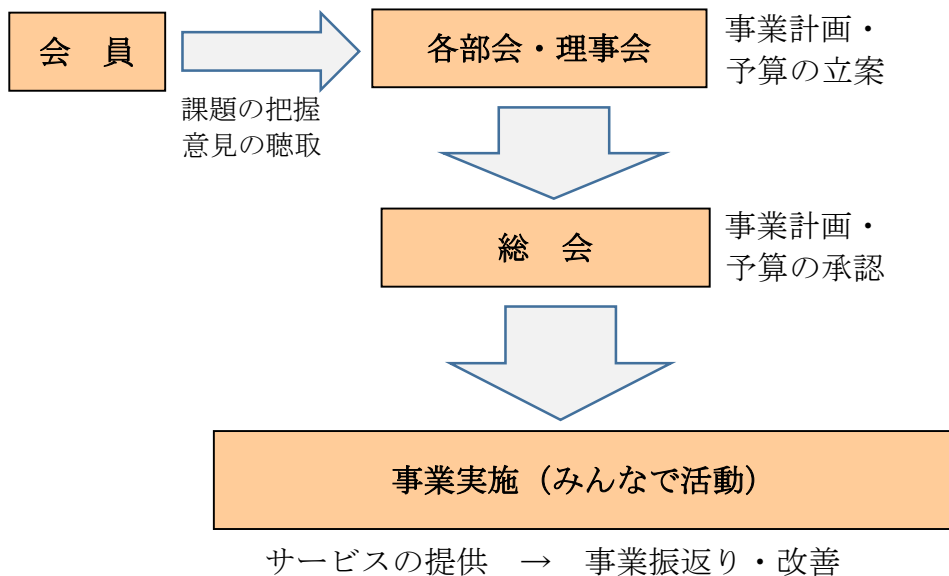 会　員
課題の把握
意見の聴取
各部会・理事会
事業計画・
予算の立案
総　会
事業計画・
予算の承認
事業実施（みんなで活動）
サービスの提供　→　事業振返り・改善